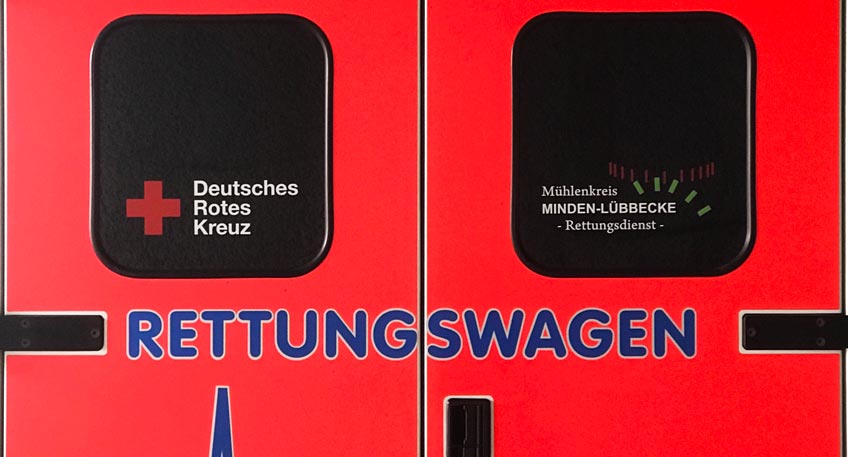 Deutsches
Rotes
Kreuz
Mühlenkreis
MINDEN-LÜBBECKE
- Rettungsdienst -
RETTUNGSWAGEN